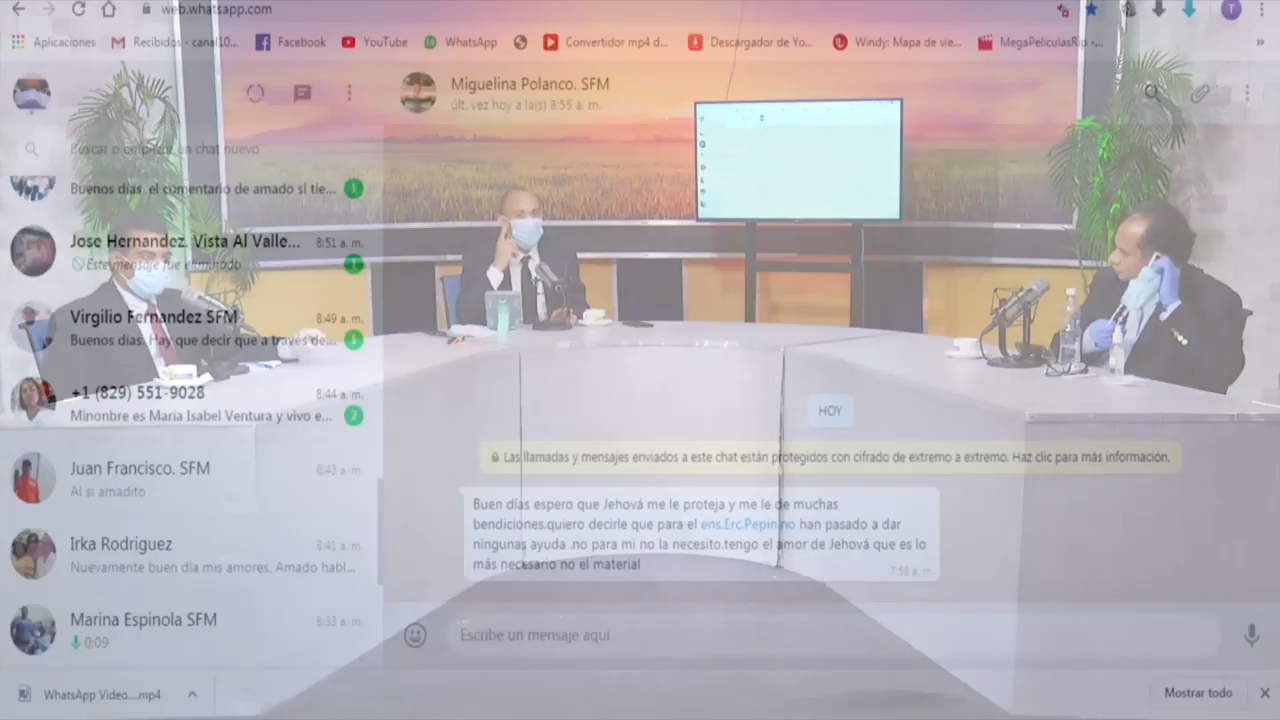 web.whatsapp.com
T
Aplicaciones
Recibidos - canal10...
Facebook
YouTube
WhatsApp
Convertidor mp4 d...
Descargador de Yo...
Windy: Mapa de vie...
MegaPeliculasRip -...
»
Miguelina Polanco. SFM
últ. vez hoy a la(s) 8:55 a. m.
Buscar o empezar un chat nuevo
Buenos días .el comentario de amado si tie...
1
Jose Hernandez. Vista Al Valle...
8:51 a. m.
Este mensaje fue eliminado
1
Virgilio Fernandez SFM
8:49 a. m.
Buenos días. Hay que decir que a través de...
1
+1 (829) 551-9028
8:44 a. m.
Minonbre es María Isabel Ventura y vivo e...
2
Juan Francisco. SFM
8:43 a. m.
Al si amadito
Irka Rodriguez
8:41 a. m.
Nuevamente buen día mis amores. Amado habl...
Marina Espinola SFM
8:33 a. m.
0:09
HOY
Las llamadas y mensajes enviados a este chat están protegidos con cifrado de extremo a extremo. Haz clic para más información.
Buen días espero que Jehová me le proteja y me le de muchas
bendiciones.quiero decirle que para el ens.Erc.Pepin.no han pasado a dar
ningunas ayuda .no para mi no la necesito.tengo el amor de Jehová que es lo
más necesario no el material
7:58 a. m.
Escribe un mensaje aquí
WhatsApp Video....mp4
Mostrar todo